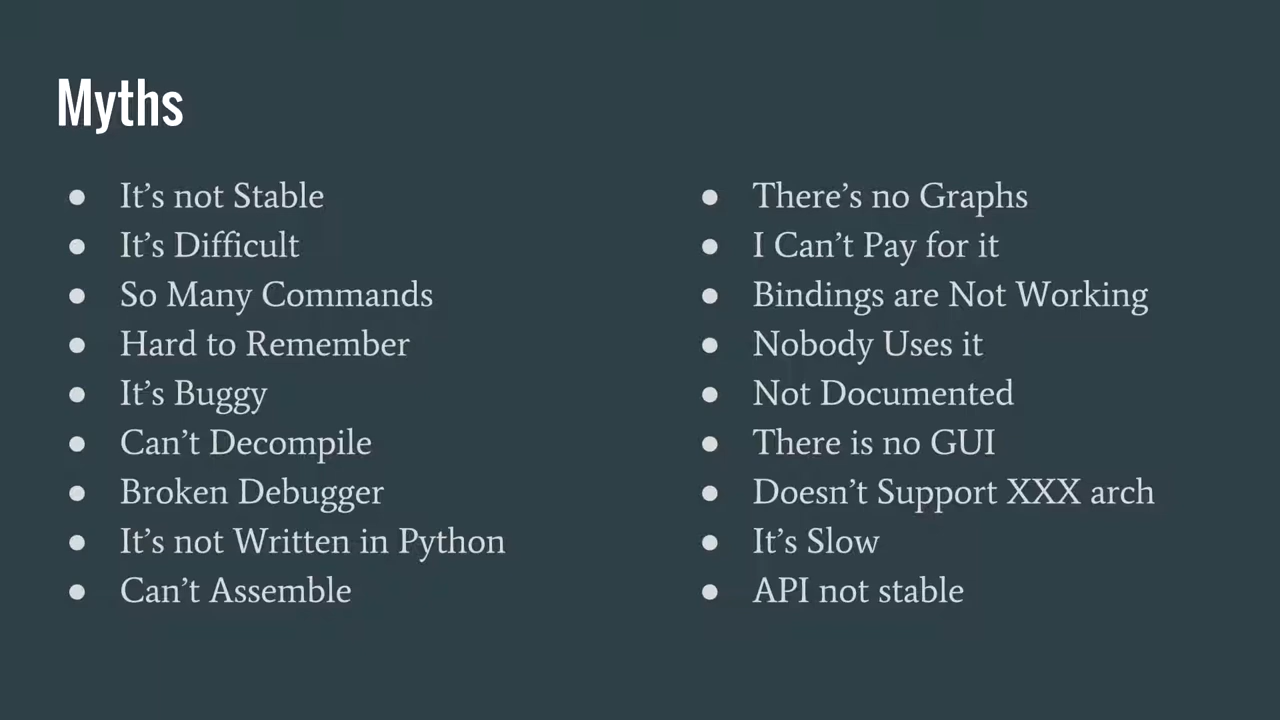 Myths
● It’s not Stable
● It’s Difficult
● So Many Commands
● Hard to Remember
● It’s Buggy
● Can’t Decompile
● Broken Debugger
● It’s not Written in Python
● Can’t Assemble
● There’s no Graphs
● I Can’t Pay for it
● Bindings are Not Working
● Nobody Uses it
● Not Documented
● There is no GUI
● Doesn’t Support XXX arch
● It’s Slow
● API not stable